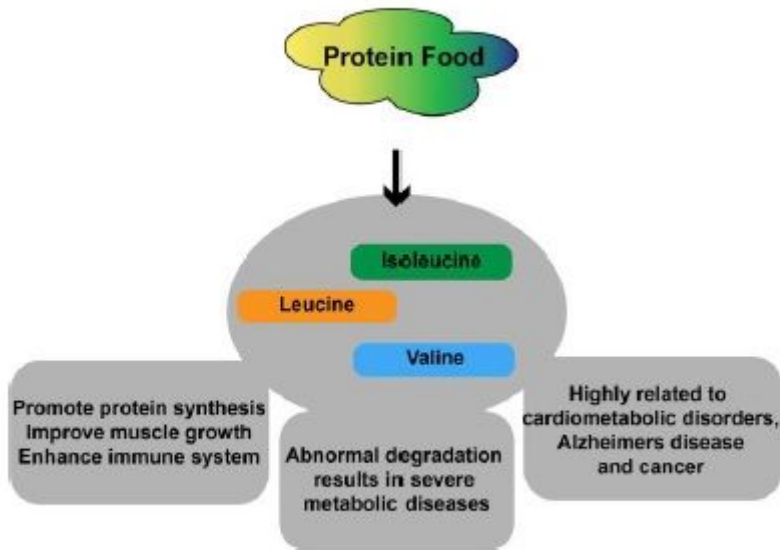 Protein Food
Isoleucine
Leucine
Valine
Promote protein synthesis
Improve muscle growth
Enhance immune system
Abnormal degradation
results in severe
metabolic diseases
Highly related to
cardiometabolic disorders,
Alzheimers disease
and cancer